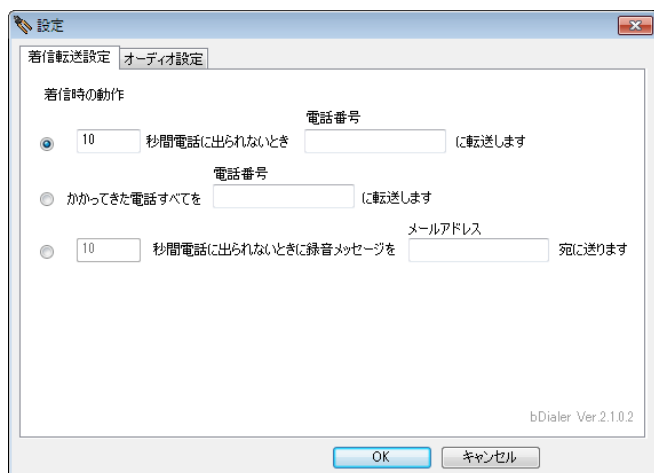 設定
着信転送設定 オーディオ設定
着信時の動作
電話番号
10 秒間電話に出られないとき に転送します
電話番号
かかってきた電話すべてを に転送します
メールアドレス
10 秒間電話に出られないときに録音メッセージを 宛に送ります
bDialer Ver.2.1.0.2
OK キャンセル